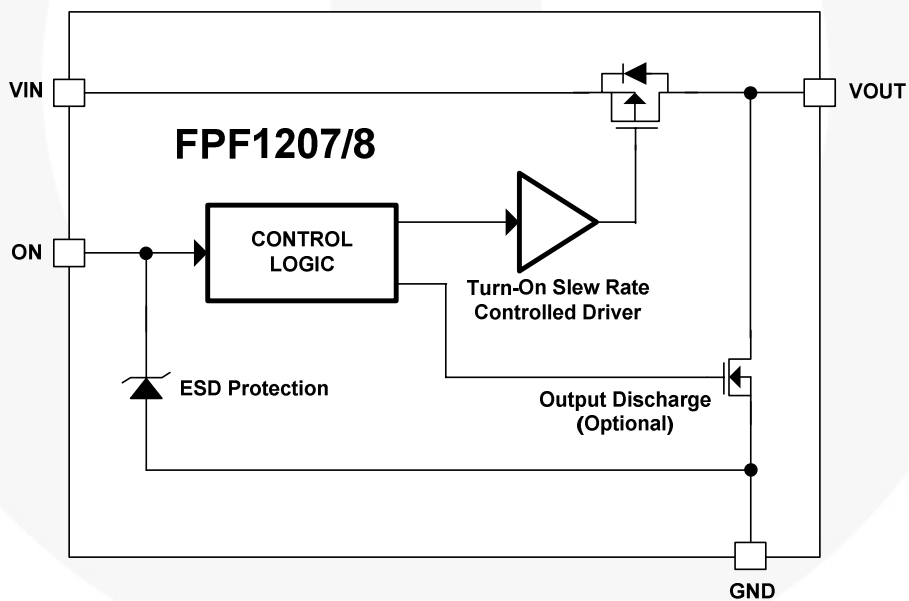 VIN
VOUT
FPF1207/8
ON
CONTROL
LOGIC
Turn-On Slew Rate
Controlled Driver
ESD Protection
Output Discharge
(Optional)
GND